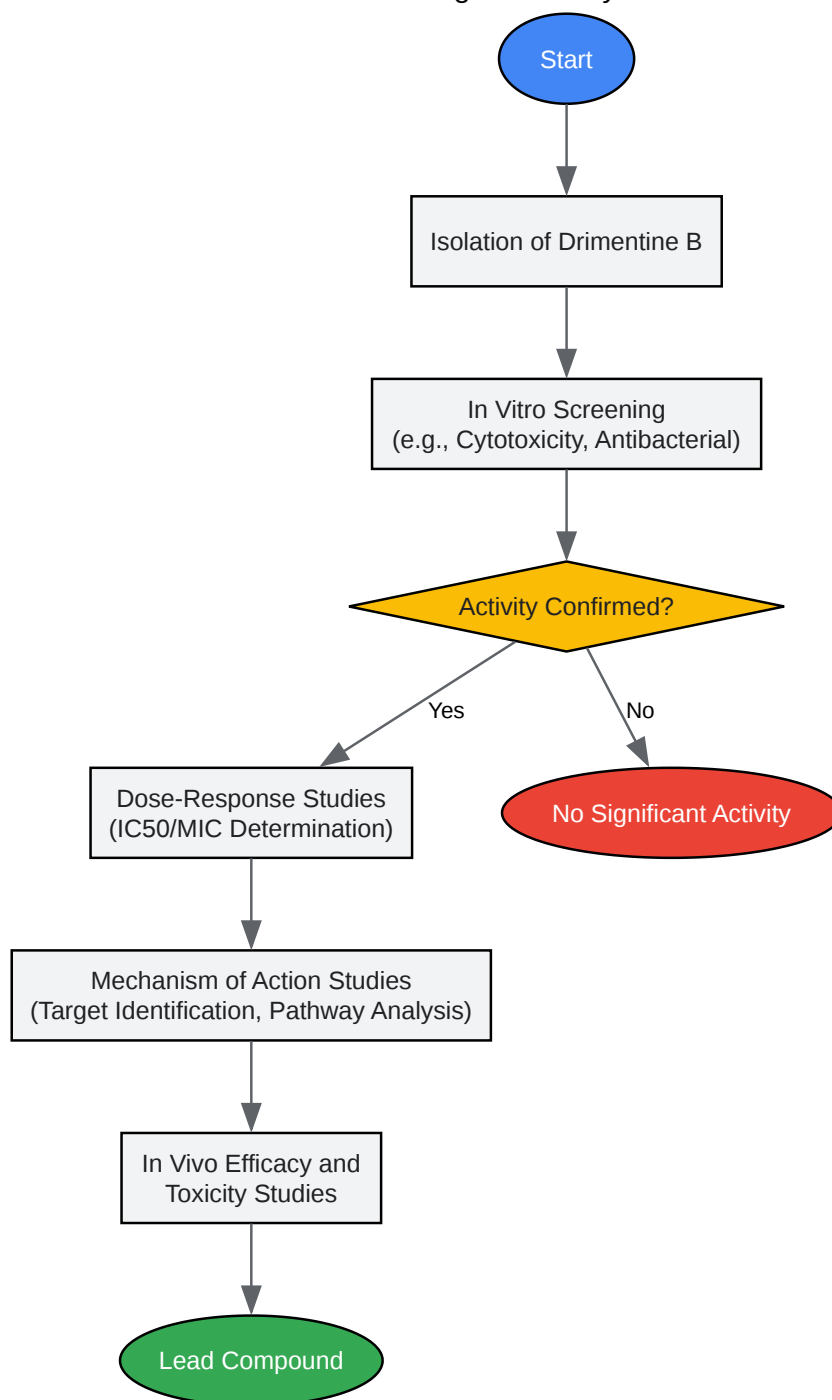 Start
Isolation of Drimentine B
In Vitro Screening
(e.g., Cytotoxicity, Antibacterial)
Activity Confirmed?
Yes
No
Dose-Response Studies
(IC50/MIC Determination)
No Significant Activity
Mechanism of Action Studies
(Target Identification, Pathway Analysis)
In Vivo Efficacy and
Toxicity Studies
Lead Compound